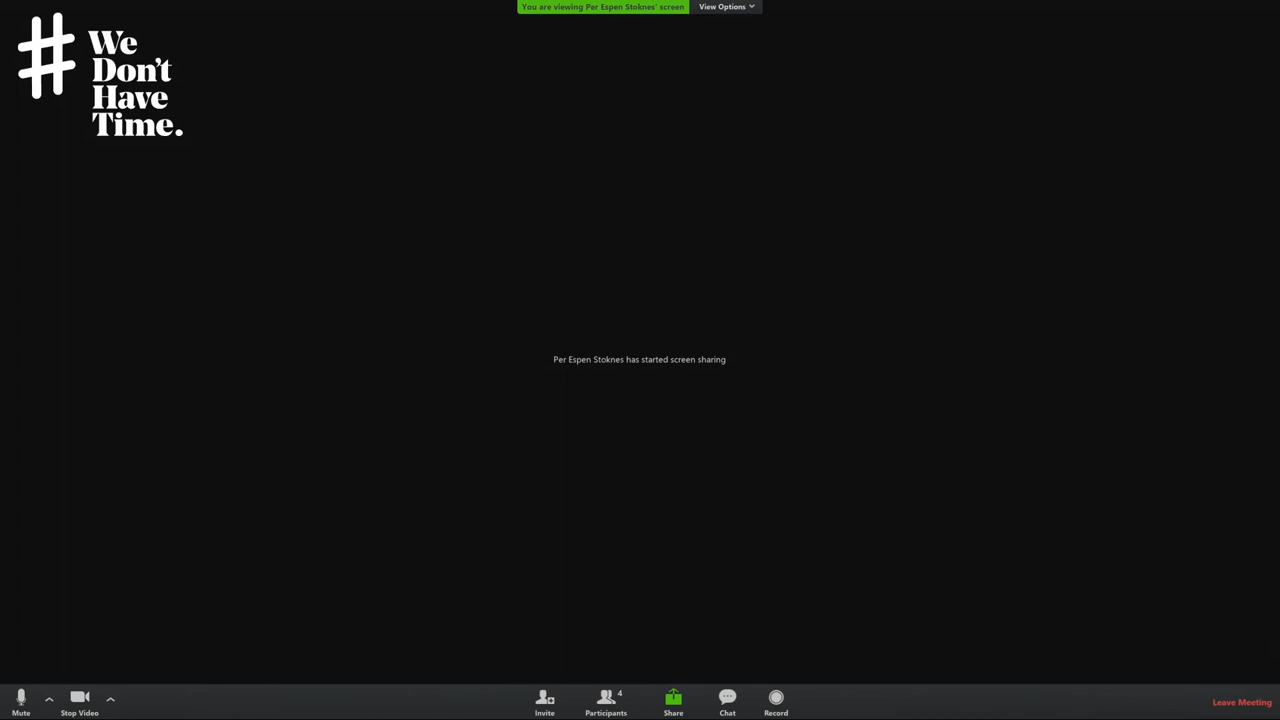 You are viewing Per Espen Stoknes' screen
View Options
#
We
Don't
Have
Time.
Per Espen Stoknes has started screen sharing
Mute
Stop Video
Invite
4
Participants
Share
Chat
Record
Leave Meeting